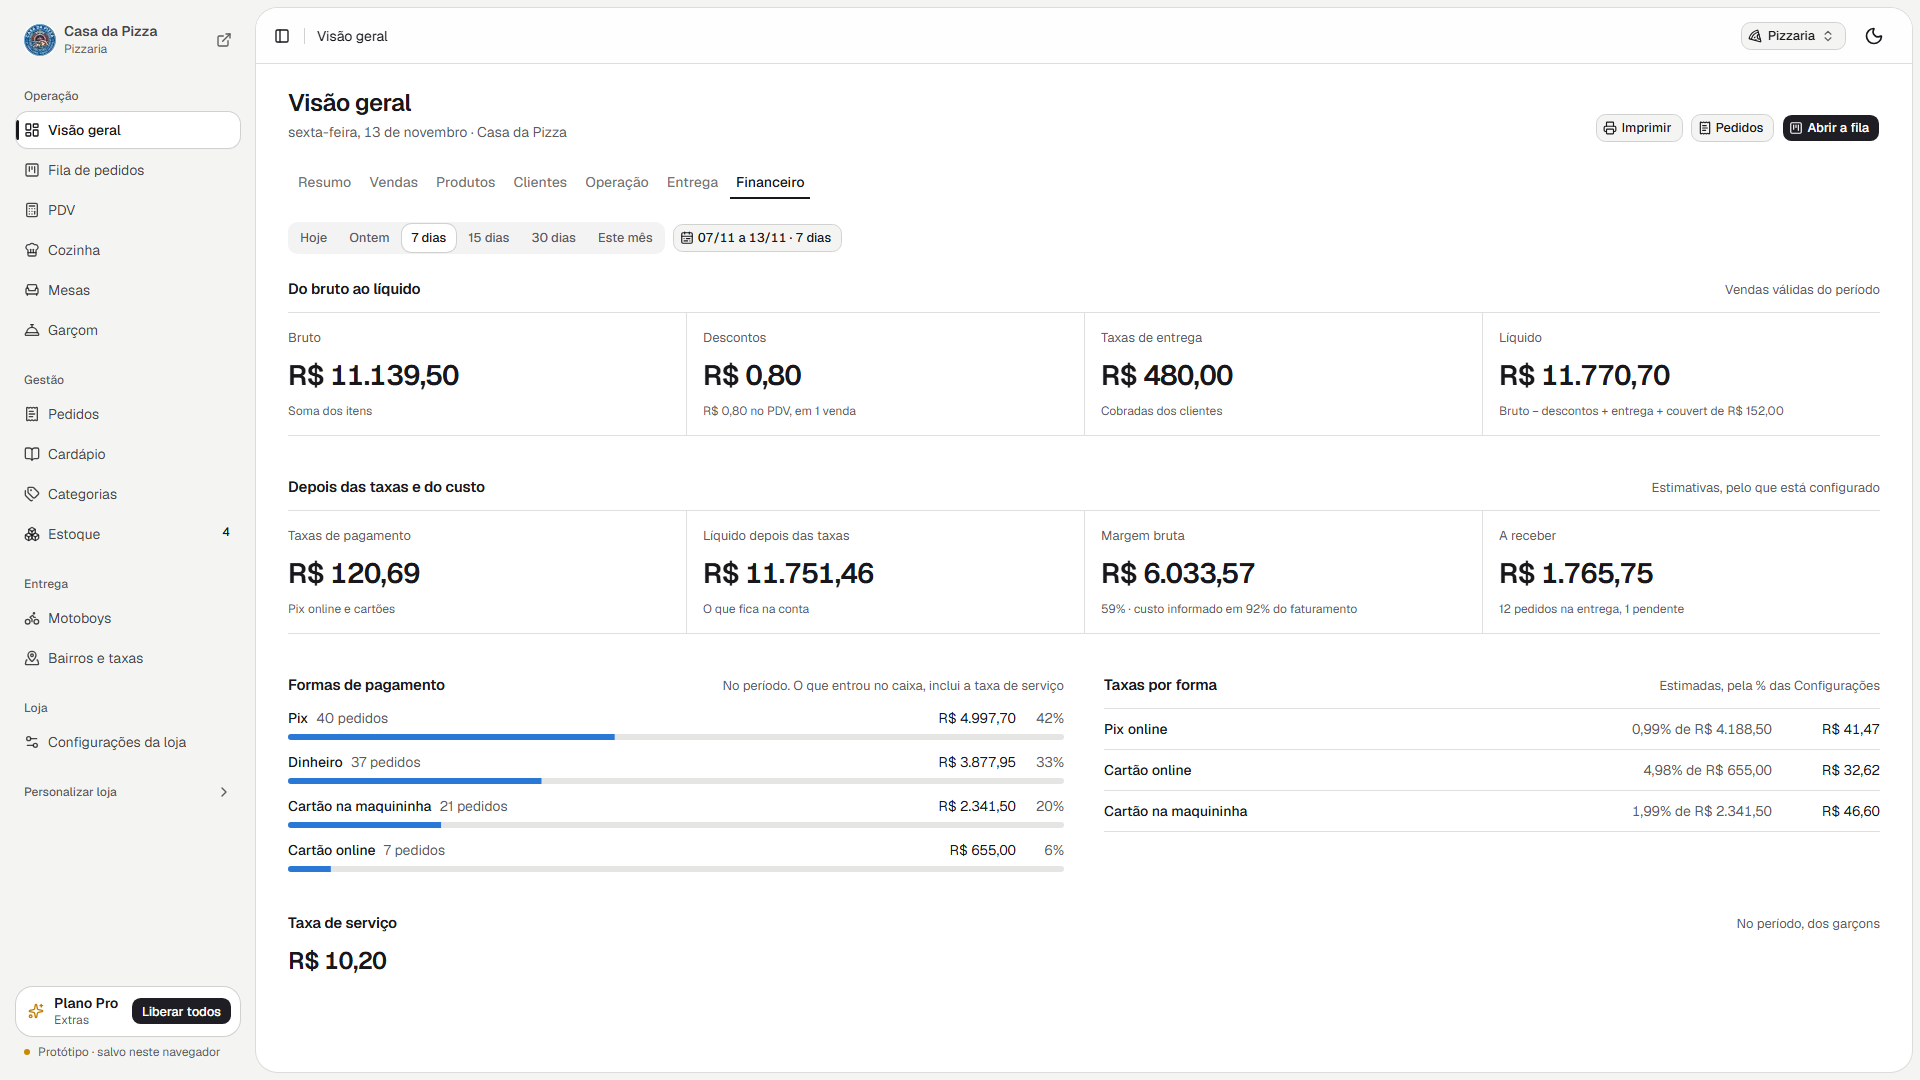 Casa da Pizza
Pizzaria
Operação
Visão geral
Fila de pedidos
PDV
Cozinha
Mesas
Garçom
Gestão
Pedidos
Cardápio
Categorias
Estoque 4
Entrega
Motoboys
Bairros e taxas
Loja
Configurações da loja
Personalizar loja
Plano Pro
Extras
Liberar todos
Protótipo · salvo neste navegador
Visão geral
Pizzaria
Visão geral
sexta-feira, 13 de novembro · Casa da Pizza
Imprimir Pedidos Abrir a fila
Resumo Vendas Produtos Clientes Operação Entrega Financeiro
Hoje Ontem 7 dias 15 dias 30 dias Este mês 07/11 a 13/11 · 7 dias
Do bruto ao líquido Vendas válidas do período
Bruto
R$ 11.139,50
Soma dos itens
Descontos
R$ 0,80
R$ 0,80 no PDV, em 1 venda
Taxas de entrega
R$ 480,00
Cobradas dos clientes
Líquido
R$ 11.770,70
Bruto – descontos + entrega + couvert de R$ 152,00
Depois das taxas e do custo Estimativas, pelo que está configurado
Taxas de pagamento
R$ 120,69
Pix online e cartões
Líquido depois das taxas
R$ 11.751,46
O que fica na conta
Margem bruta
R$ 6.033,57
59% · custo informado em 92% do faturamento
A receber
R$ 1.765,75
12 pedidos na entrega, 1 pendente
Formas de pagamento No período. O que entrou no caixa, inclui a taxa de serviço
Pix 40 pedidos R$ 4.997,70 42%
Dinheiro 37 pedidos R$ 3.877,95 33%
Cartão na maquininha 21 pedidos R$ 2.341,50 20%
Cartão online 7 pedidos R$ 655,00 6%
Taxas por forma Estimadas, pela % das Configurações
Pix online 0,99% de R$ 4.188,50 R$ 41,47
Cartão online 4,98% de R$ 655,00 R$ 32,62
Cartão na maquininha 1,99% de R$ 2.341,50 R$ 46,60
Taxa de serviço No período, dos garçons
R$ 10,20